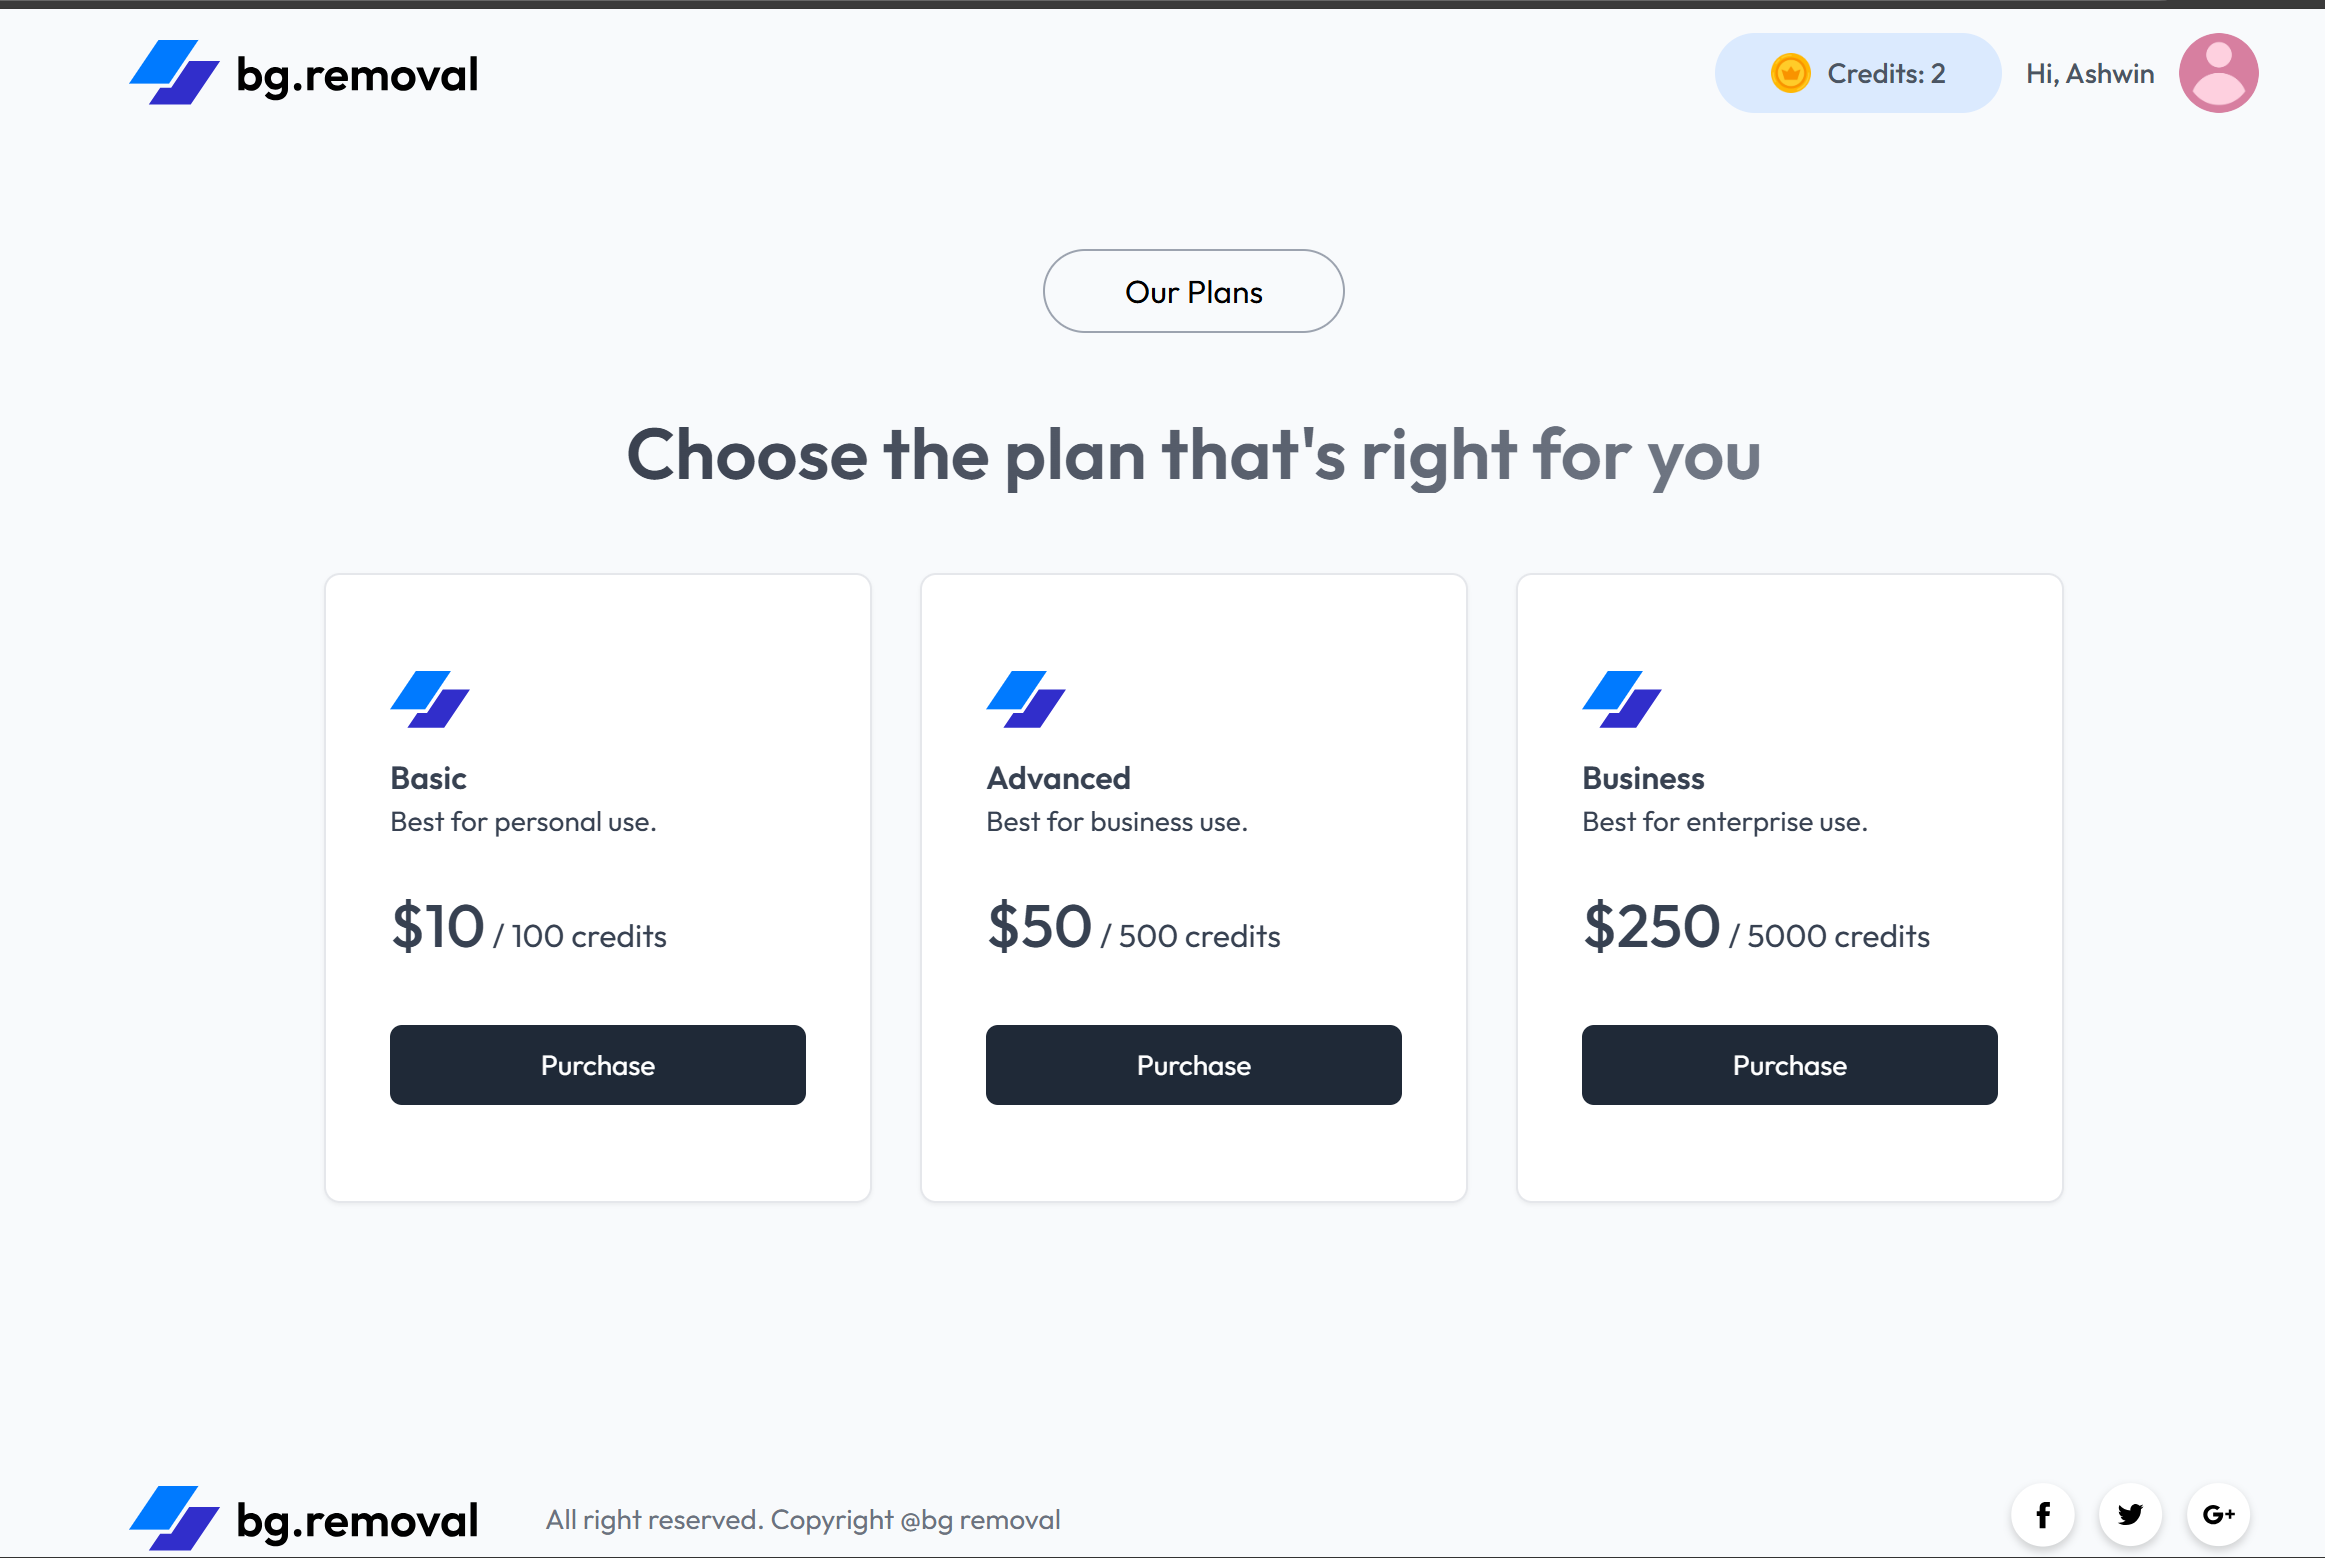 bg.removal
Credits: 2
Hi, Ashwin
Our Plans
Choose the plan that's right for you
Basic
Best for personal use.
$10 / 100 credits
Purchase
Advanced
Best for business use.
$50 / 500 credits
Purchase
Business
Best for enterprise use.
$250 / 5000 credits
Purchase
bg.removal
All right reserved. Copyright @bg removal
f
G+